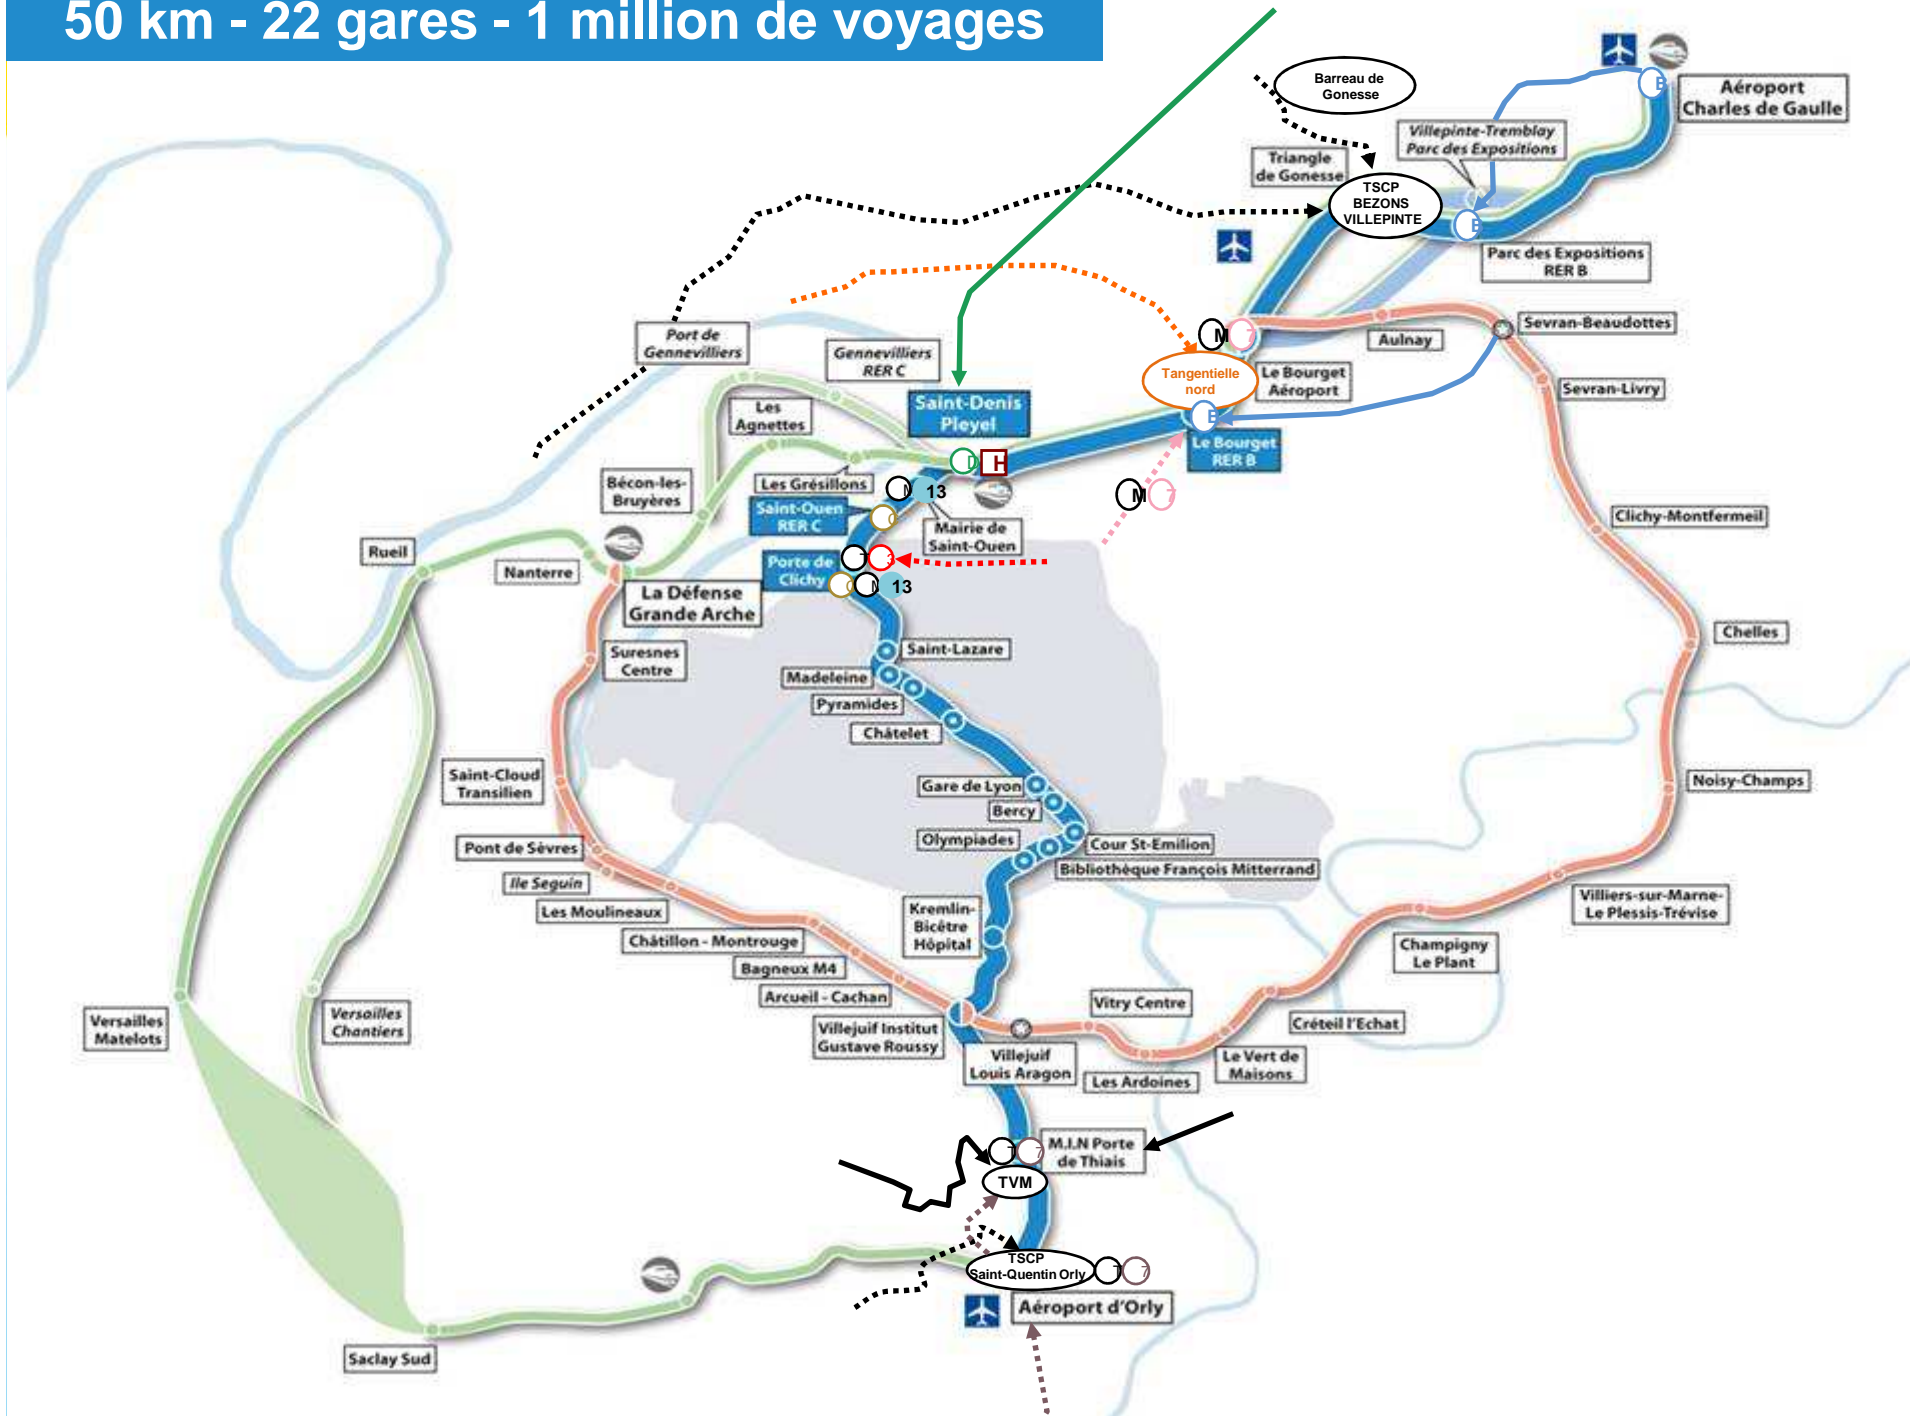 50 km - 22 gares - 1 million de voyages
Barreau de
Gonesse
Aéroport
Charles de Gaulle
Villepinte-Tremblay
Parc des Expositions
Triangle
de Gonesse
TSCP
BEZONS
VILLEPINTE
B
B
Parc des Expositions
RER B
Port de
Gennevilliers
Gennevilliers
RER C
M 7
Aulnay
Sevran-Beaudottes
Tangentielle
nord
Le Bourget
Aéroport
Sevran-Livry
Saint-Denis
Pleyel
Les
Agnettes
B
Le Bourget
RER B
D H
Bécon-les-
Bruyères
Les Grésillons
13
M 7
Saint-Ouen
RER C
Mairie de
Saint-Ouen
Clichy-Montfermeil
Rueil
Nanterre
Porte de
Clichy
T 3
13
La Défense
Grande Arche
Chelles
Suresnes
Centre
Saint-Lazare
Madeleine
Pyramides
Châtelet
Saint-Cloud
Transilien
Gare de Lyon
Noisy-Champs
Bercy
Pont de Sèvres
Olympiades
Cour St-Emilion
Bibliothèque François Mitterrand
Ile Seguin
Les Moulineaux
Kremlin-
Bicêtre
Hôpital
Villiers-sur-Marne-
Le Plessis-Trévise
Châtillon - Montrouge
Champigny
Le Plant
Bagneux M4
Arcueil - Cachan
Vitry Centre
Versailles
Matelots
Versailles
Chantiers
Villejuif Institut
Gustave Roussy
Créteil l'Echat
Villejuif
Louis Aragon
Les Ardoines
Le Vert de
Maisons
T 7
M.I.N Porte
de Thiais
TVM
TSCP
Saint-Quentin Orly
T 7
Aéroport d'Orly
Saclay Sud